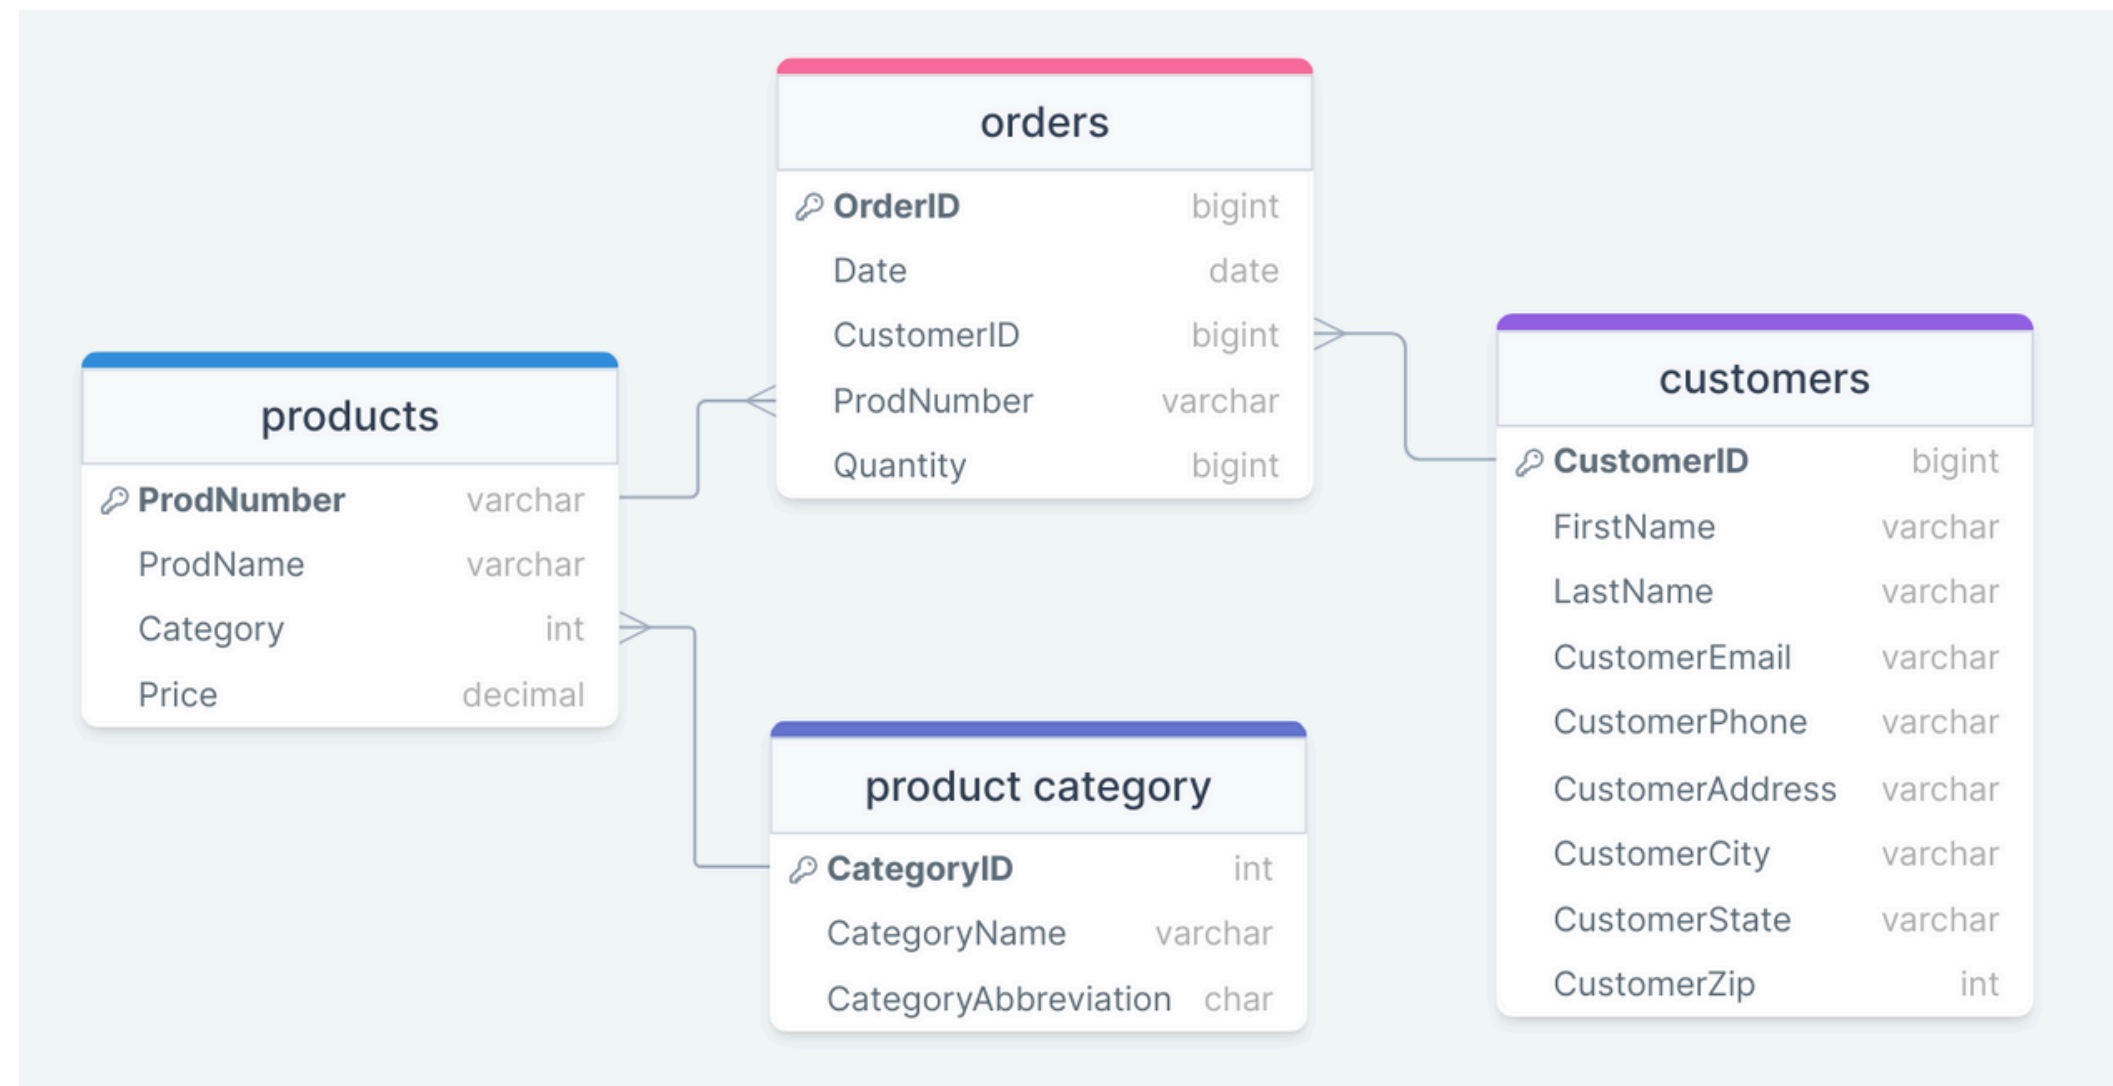 orders
OrderID bigint
Date date
CustomerID bigint
ProdNumber varchar
Quantity bigint
products
ProdNumber varchar
ProdName varchar
Category int
Price decimal
customers
CustomerID bigint
FirstName varchar
LastName varchar
CustomerEmail varchar
CustomerPhone varchar
CustomerAddress varchar
CustomerCity varchar
CustomerState varchar
CustomerZip int
product category
CategoryID int
CategoryName varchar
CategoryAbbreviation char